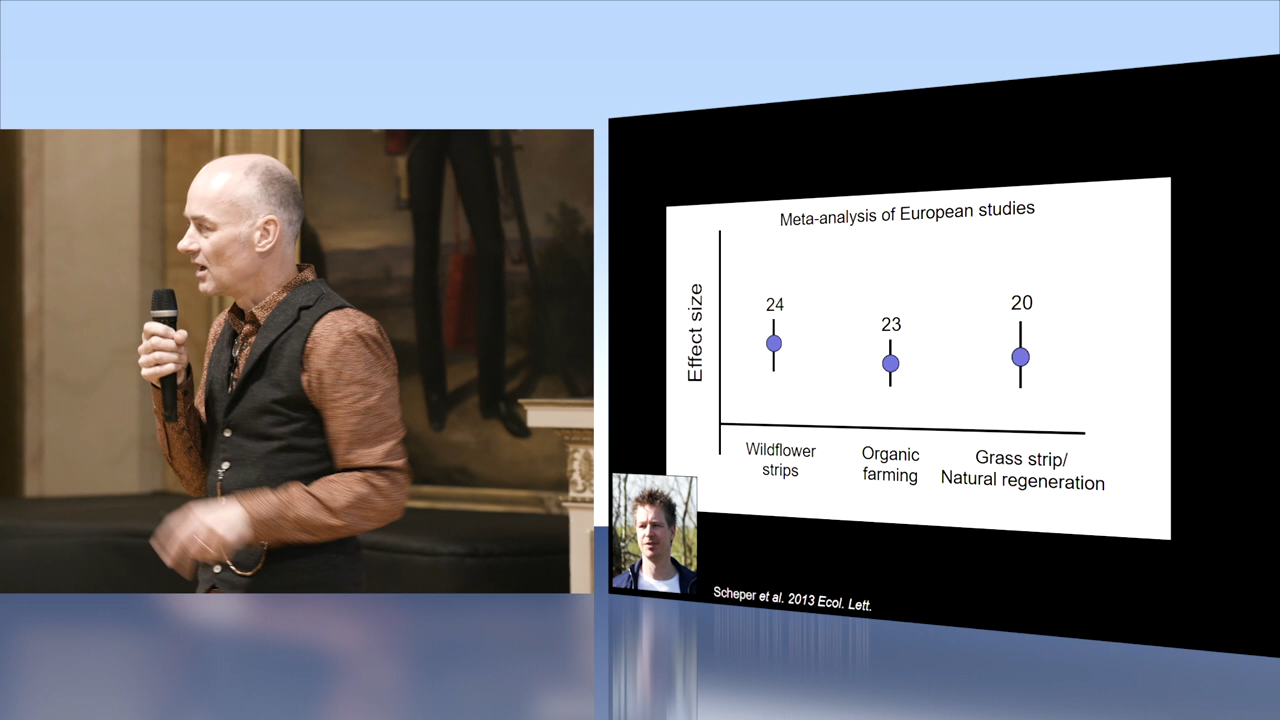 Meta-analysis of European studies
Effect size
24
23
20
Wildflower
strips
Organic
farming
Grass strip/
Natural regeneration
Scheper et al. 2013 Ecol. Lett.